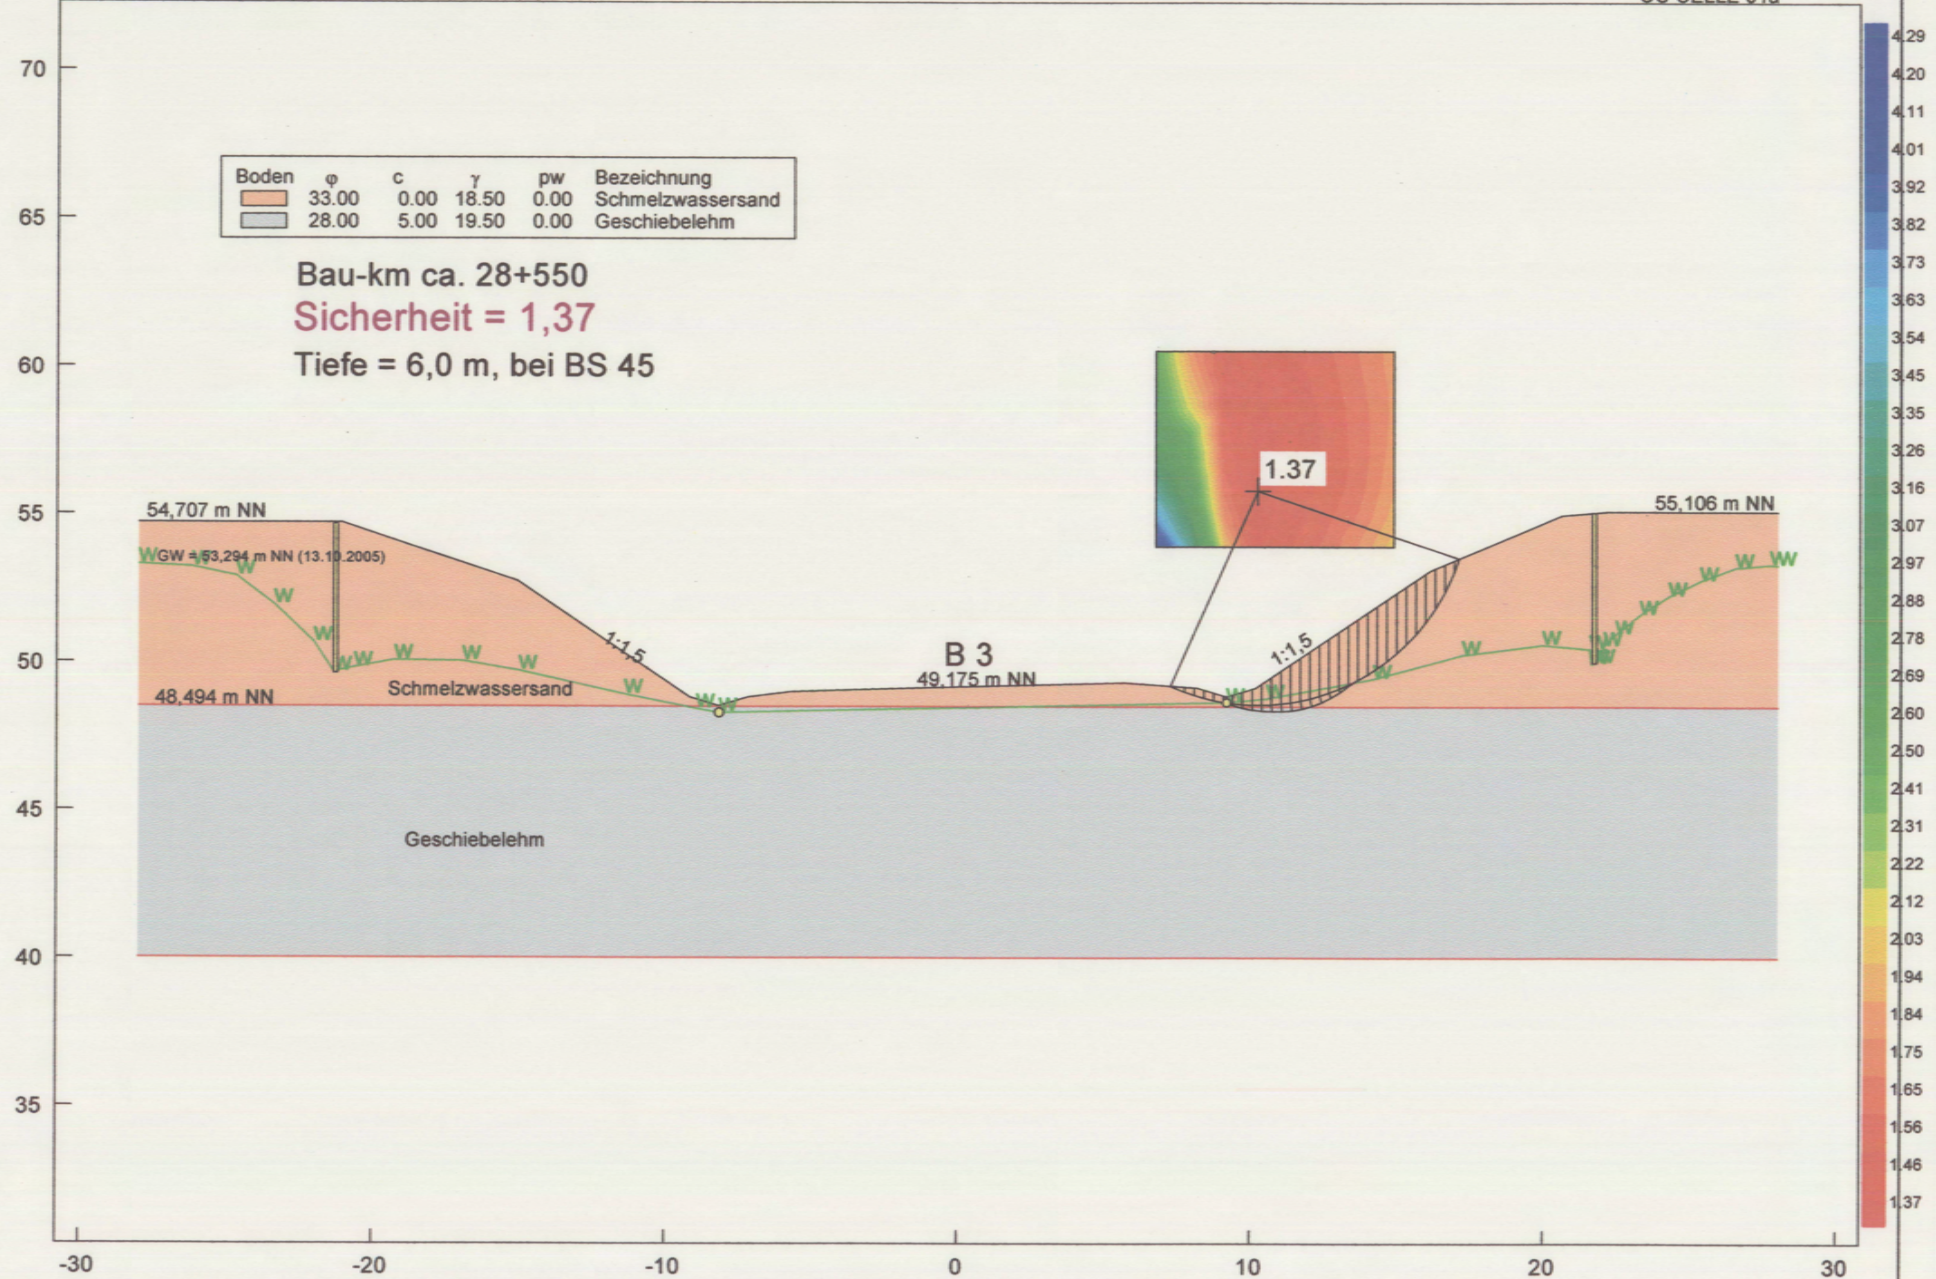 70
65
60
55
50
45
40
35
Boden φ c γ pw Bezeichnung
33.00 0.00 18.50 0.00 Schmelzwassersand
28.00 5.00 19.50 0.00 Geschiebelehm
Bau-km ca. 28+550
Sicherheit = 1,37
Tiefe = 6,0 m, bei BS 45
1.37
54,707 m NN
55,106 m NN
GW = 53,294 m NN (13.10.2005)
W W W W W W W W W W W W W
W W W W W W W W W W W W W W W W
1:1,5
1:1,5
B 3
49,175 m NN
Schmelzwassersand
48,494 m NN
Geschiebelehm
-30 -20 -10 0 10 20 30
4.29
4.20
4.11
4.01
3.92
3.82
3.73
3.63
3.54
3.45
3.35
3.26
3.16
3.07
2.97
2.88
2.78
2.69
2.60
2.50
2.41
2.31
2.22
2.12
2.03
1.94
1.84
1.75
1.65
1.56
1.46
1.37